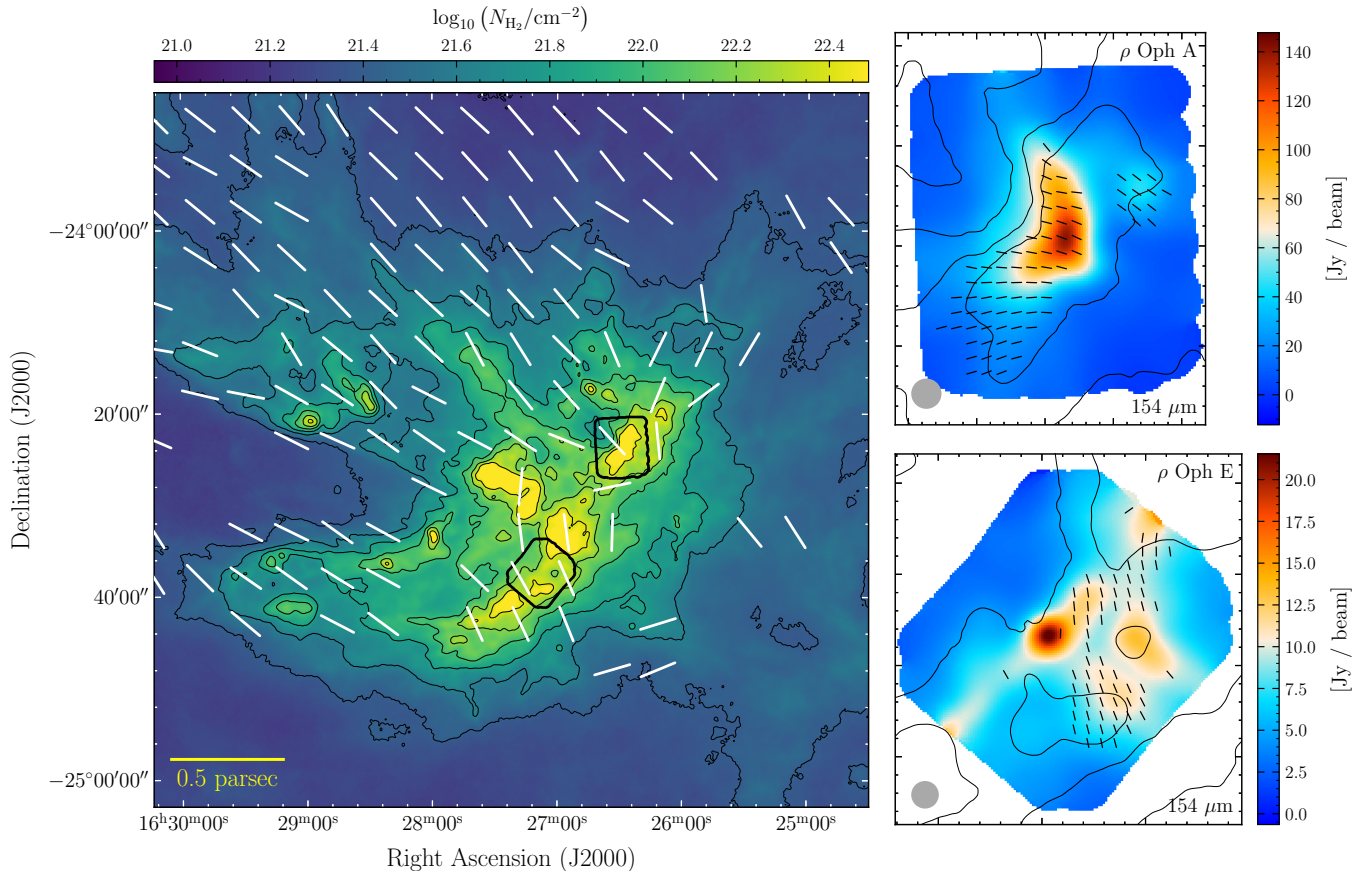 log₁₀ (N_H₂/cm⁻²)
21.0 21.2 21.4 21.6 21.8 22.0 22.2 22.4
Declination (J2000)
−24°00′00″
20′00″
40′00″
−25°00′00″
0.5 parsec
16ʰ30ᵐ00ˢ 29ᵐ00ˢ 28ᵐ00ˢ 27ᵐ00ˢ 26ᵐ00ˢ 25ᵐ00ˢ
Right Ascension (J2000)
ρ Oph A
154 μm
140
120
100
80
60
40
20
0
[Jy / beam]
ρ Oph E
154 μm
20.0
17.5
15.0
12.5
10.0
7.5
5.0
2.5
0.0
[Jy / beam]